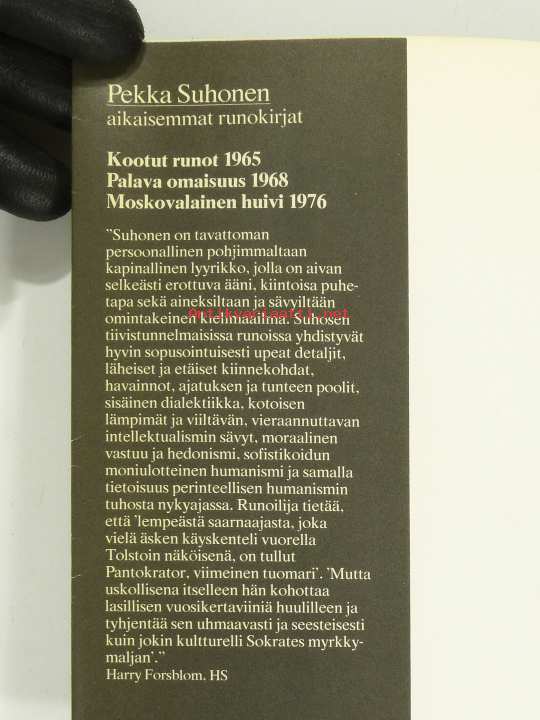 Pekka Suhonen
aikaisemmat runokirjat
Kootut runot 1965
Palava omaisuus 1968
Moskovalainen huivi 1976
”Suhonen on tavattoman
persoonallinen pohjimmaltaan
kapinallinen lyyrikko, jolla on aivan
selkeästi erottuva ääni, kiintoisa puhe-
tapa sekä aineksiltaan ja sävyiltään
omintakeinen kielimaailma. Suhosen
Antiksariaatti.net
tiivistunnelmaisissa runoissa yhdistyvät
hyvin sopusointuisesti upeat detaljit,
läheiset ja etäiset kiinnekohdat,
havainnot, ajatuksen ja tunteen poolit,
sisäinen dialektiikka, kotoisen
lämpimät ja viiltävän, vieraannuttavan
intellektualismin sävyt, moraalinen
vastuu ja hedonismi, sofistikoidun
moniulotteinen humanismi ja samalla
tietoisuus perinteellisen humanismin
tuhosta nykyajassa. Runoilija tietää,
että ’lempeästä saarnaajasta, joka
vielä äsken käyskenteli vuorella
Tolstoin näköisenä, on tullut
Pantokrator, viimeinen tuomari’. ’Mutta
uskollisena itselleen hän kohottaa
lasillisen vuosikertaviiniä huulilleen ja
tyhjentää sen uhmaavasti ja seesteisesti
kuin jokin kultturelli Sokrates myrkky-
maljan’.”
Harry Forsblom, HS